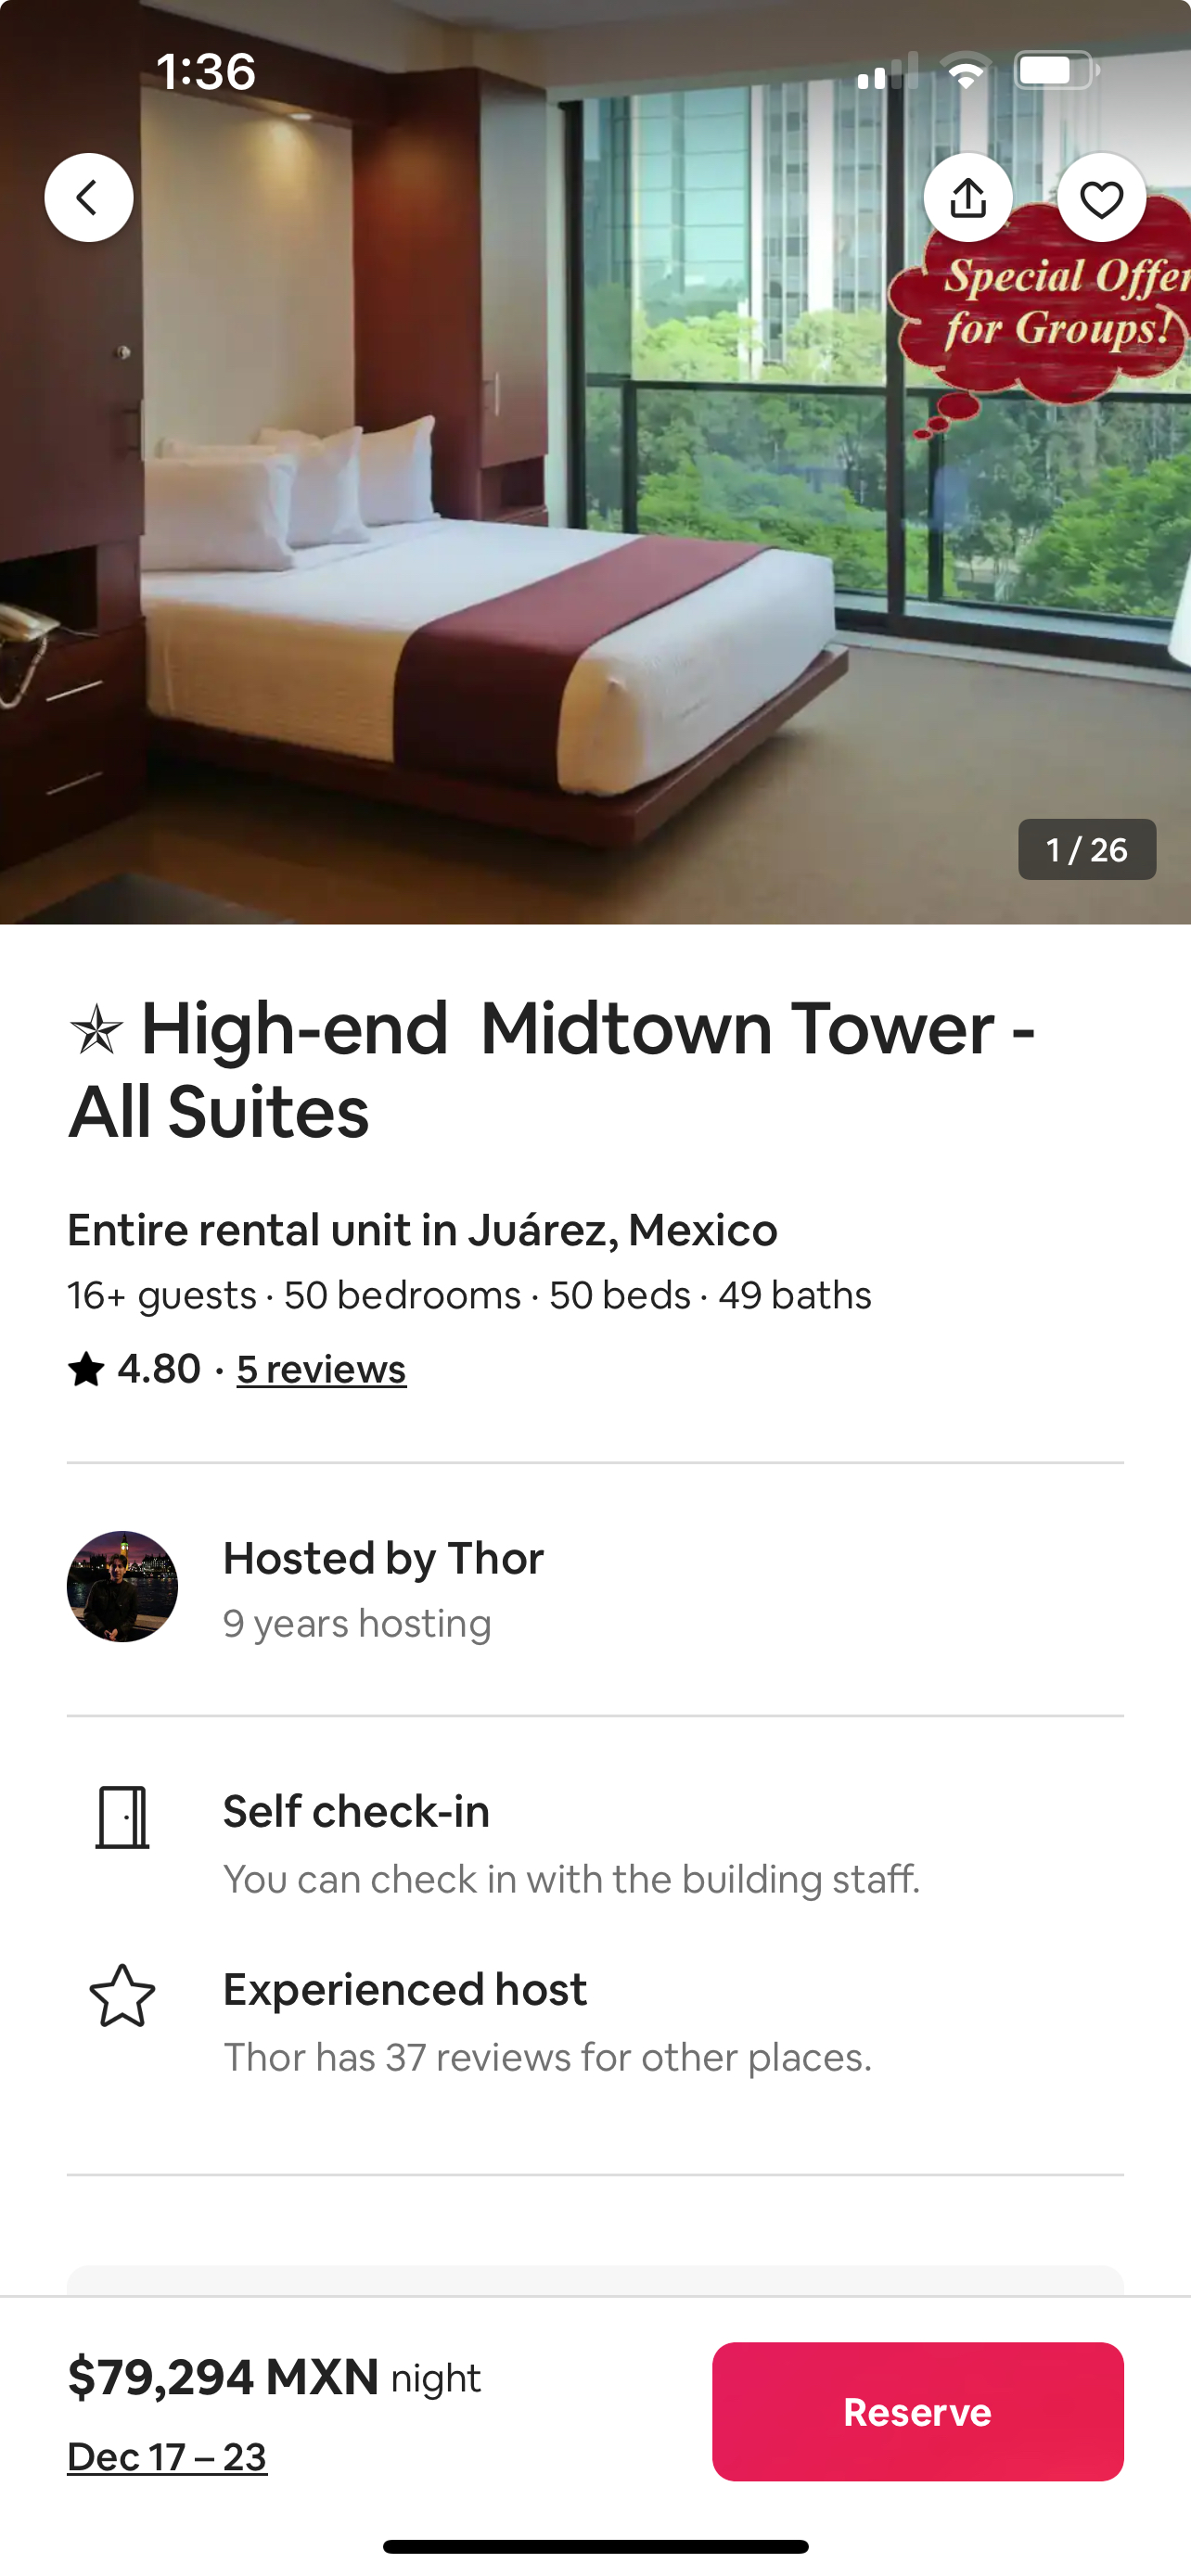 1:36
Special Offer
for Groups!
1 / 26
✯ High-end  Midtown Tower -
All Suites
Entire rental unit in Juárez, Mexico
16+ guests · 50 bedrooms · 50 beds · 49 baths
★ 4.80 · 5 reviews
Hosted by Thor
9 years hosting
Self check-in
You can check in with the building staff.
Experienced host
Thor has 37 reviews for other places.
$79,294 MXN night
Reserve
Dec 17 – 23